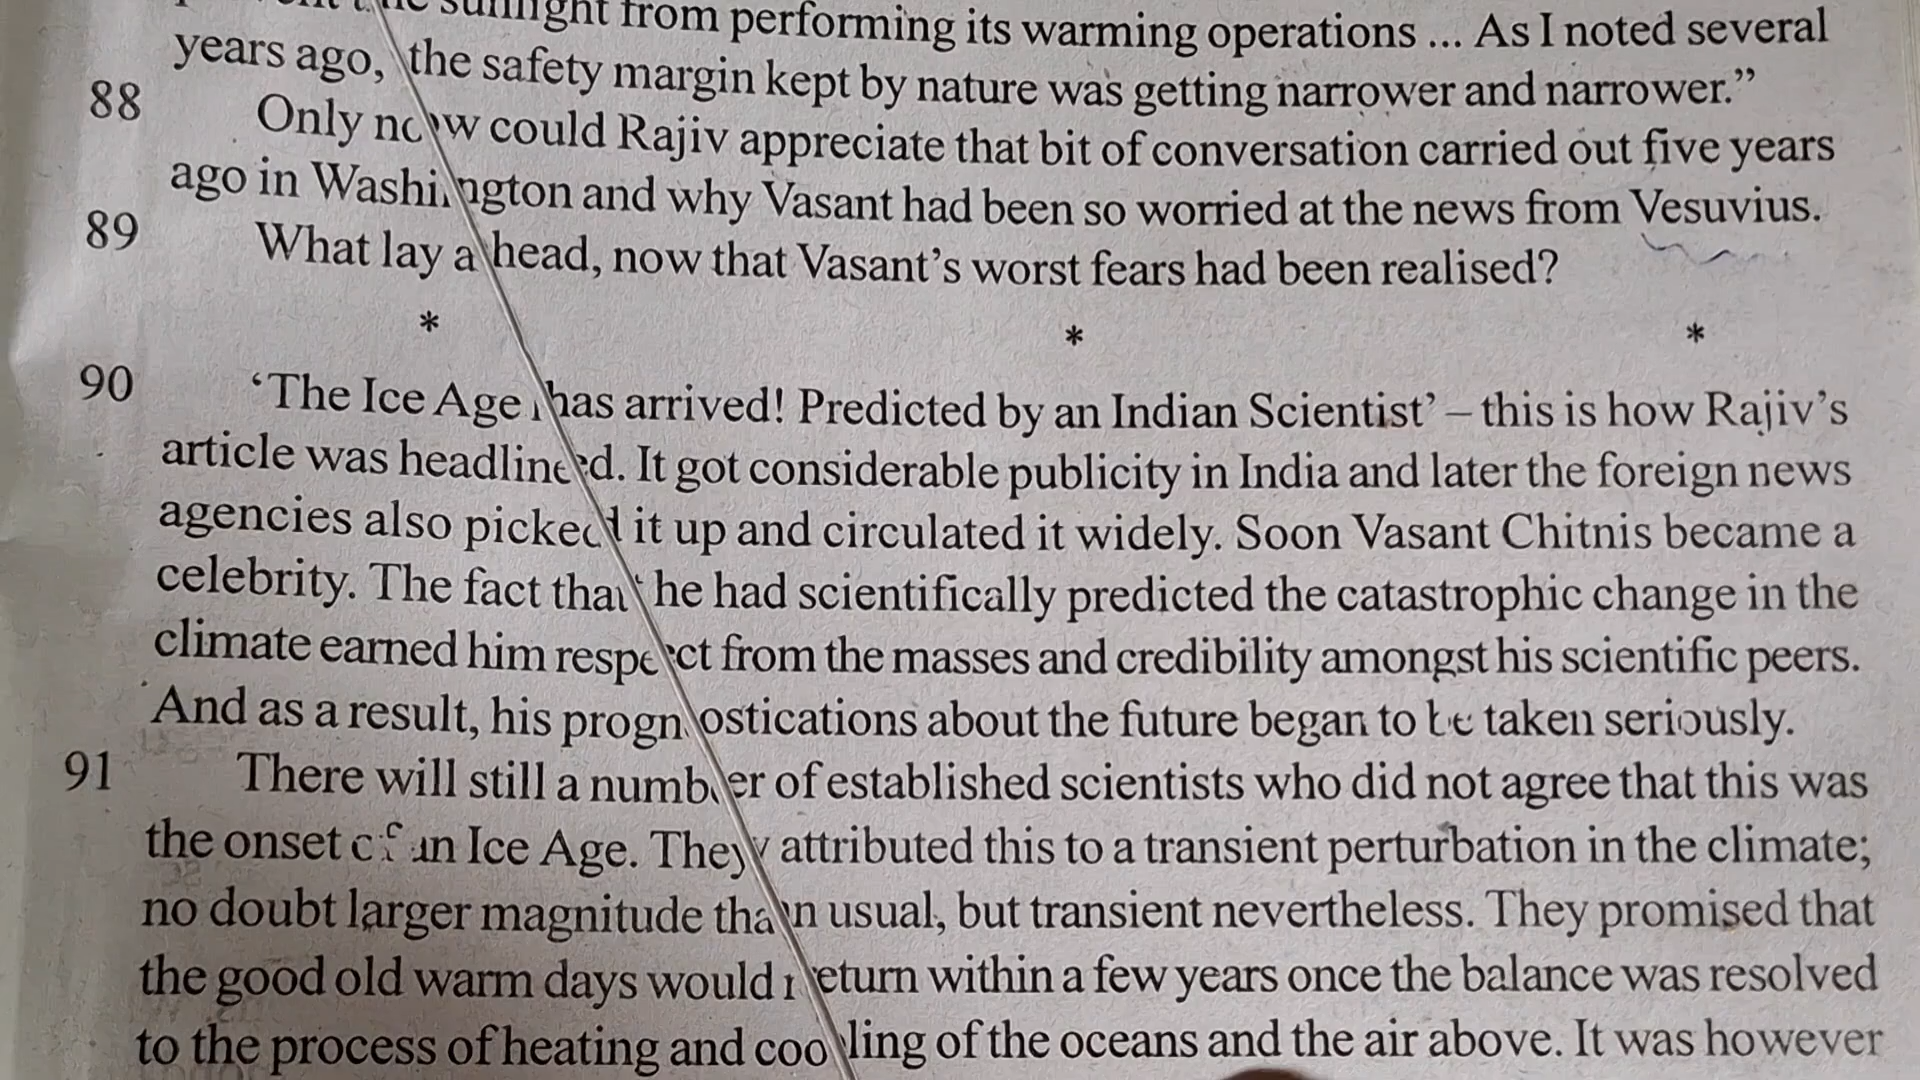 sunlight from performing its warming operations ... As I noted several
years ago, the safety margin kept by nature was getting narrower and narrower.”
88 Only now could Rajiv appreciate that bit of conversation carried out five years
ago in Washington and why Vasant had been so worried at the news from Vesuvius.
89 What lay ahead, now that Vasant’s worst fears had been realised?
* * *
90 ‘The Ice Age has arrived! Predicted by an Indian Scientist’ – this is how Rajiv’s
article was headlined. It got considerable publicity in India and later the foreign news
agencies also picked it up and circulated it widely. Soon Vasant Chitnis became a
celebrity. The fact that he had scientifically predicted the catastrophic change in the
climate earned him respect from the masses and credibility amongst his scientific peers.
And as a result, his prognostications about the future began to be taken seriously.
91 There will still a number of established scientists who did not agree that this was
the onset of an Ice Age. They attributed this to a transient perturbation in the climate;
no doubt larger magnitude than usual, but transient nevertheless. They promised that
the good old warm days would return within a few years once the balance was resolved
to the process of heating and cooling of the oceans and the air above. It was however